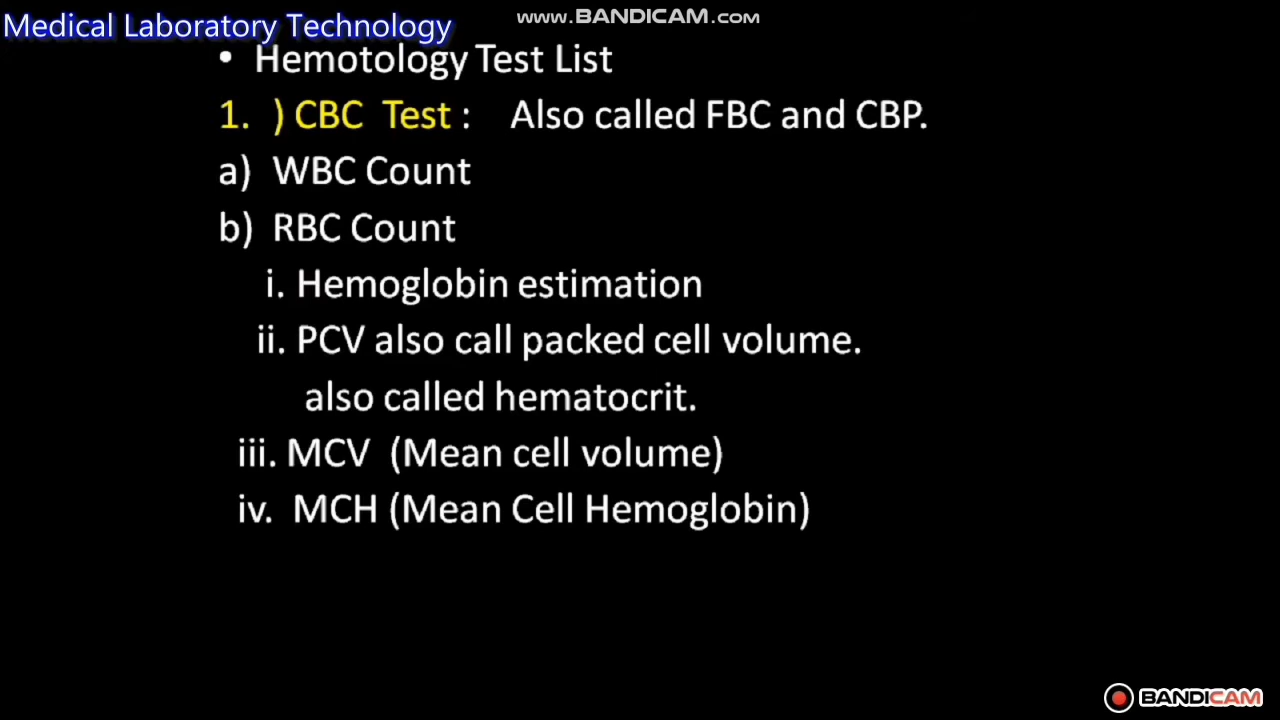 www.BANDICAM.com
Medical Laboratory Technology
• Hemotology Test List
1. ) CBC Test : Also called FBC and CBP.
a) WBC Count
b) RBC Count
i. Hemoglobin estimation
ii. PCV also call packed cell volume.
also called hematocrit.
iii. MCV (Mean cell volume)
iv. MCH (Mean Cell Hemoglobin)
BANDICAM